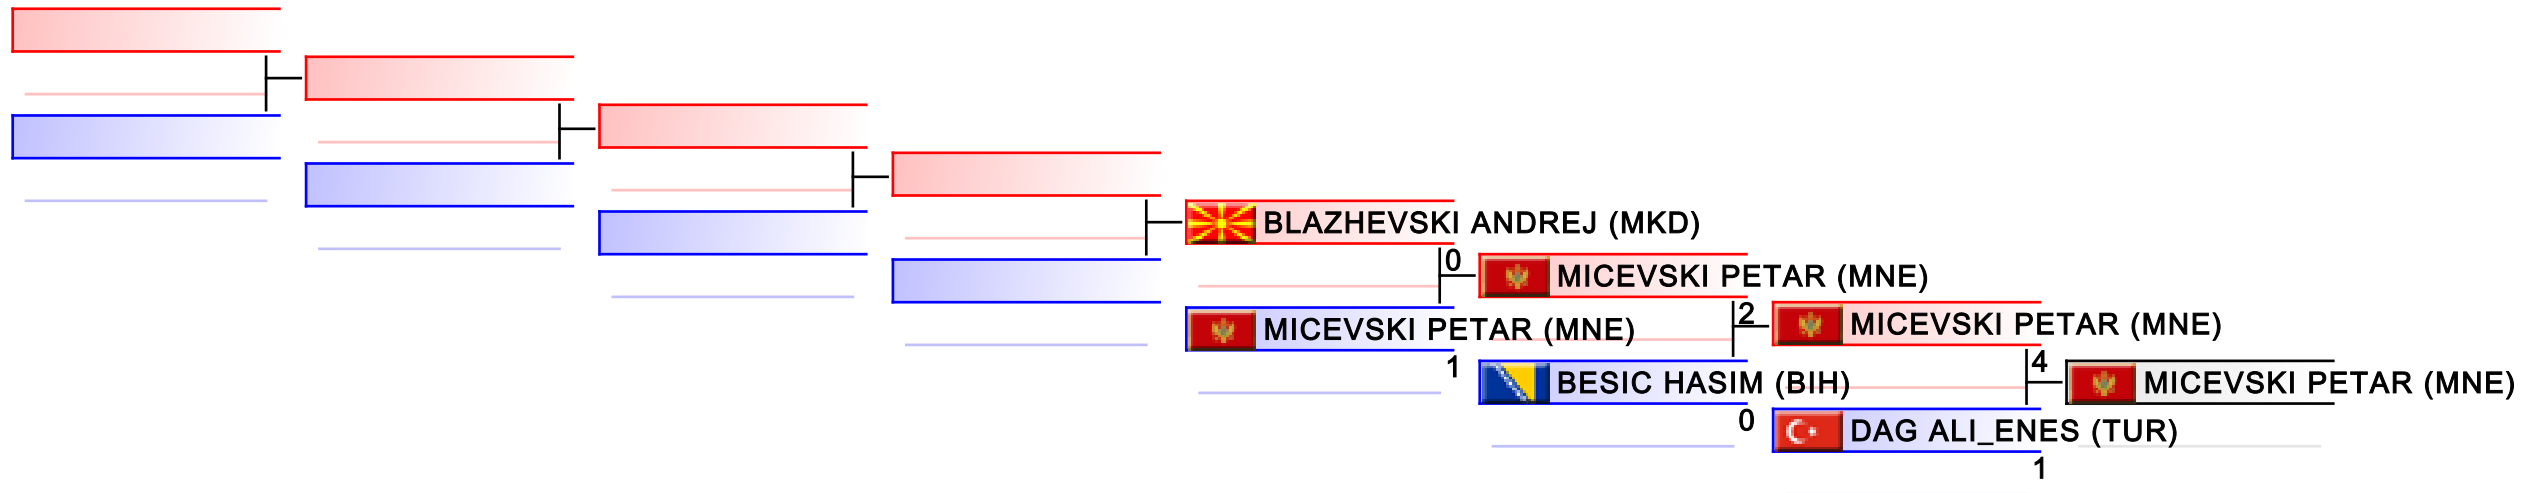 BLAZHEVSKI ANDREJ (MKD)
0
MICEVSKI PETAR (MNE)
MICEVSKI PETAR (MNE)
1
2
BESIC HASIM (BIH)
0
MICEVSKI PETAR (MNE)
4
DAG ALI_ENES (TUR)
1
MICEVSKI PETAR (MNE)